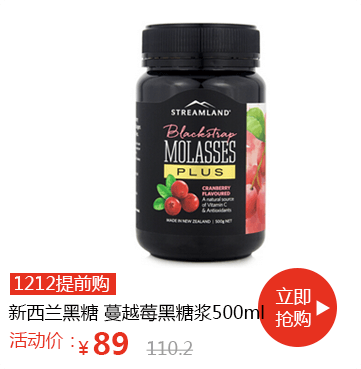 STREAMLAND®
Blackstrap
MOLASSES
PLUS
CRANBERRY
FLAVOURED
A natural source
of Vitamin C
& Antioxidants
MADE IN NEW ZEALAND | 500g NET
1212提前购
新西兰黑糖 蔓越莓黑糖浆500ml
活动价：¥89 110.2
立即
抢购